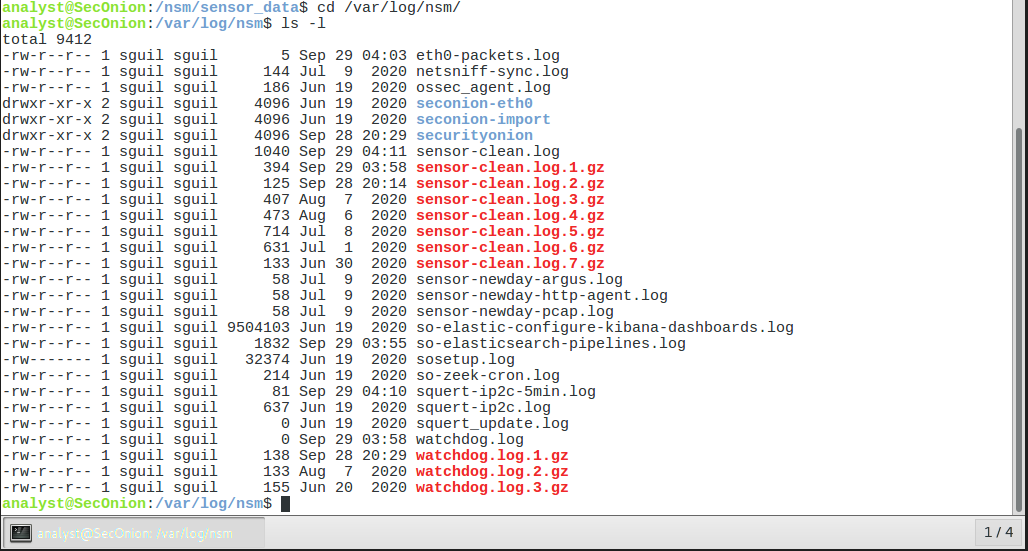 analyst@SecOnion:/nsm/sensor_data$ cd /var/log/nsm/
analyst@SecOnion:/var/log/nsm$ ls -l
total 9412
-rw-r--r-- 1 sguil sguil       5 Sep 29 04:03 eth0-packets.log
-rw-r--r-- 1 sguil sguil     144 Jul  9  2020 netsniff-sync.log
-rw-r--r-- 1 sguil sguil     186 Jun 19  2020 ossec_agent.log
drwxr-xr-x 2 sguil sguil    4096 Jun 19  2020 seconion-eth0
drwxr-xr-x 2 sguil sguil    4096 Jun 19  2020 seconion-import
drwxr-xr-x 2 sguil sguil    4096 Sep 28 20:29 securityonion
-rw-r--r-- 1 sguil sguil    1040 Sep 29 04:11 sensor-clean.log
-rw-r--r-- 1 sguil sguil     394 Sep 29 03:58 sensor-clean.log.1.gz
-rw-r--r-- 1 sguil sguil     125 Sep 28 20:14 sensor-clean.log.2.gz
-rw-r--r-- 1 sguil sguil     407 Aug  7  2020 sensor-clean.log.3.gz
-rw-r--r-- 1 sguil sguil     473 Aug  6  2020 sensor-clean.log.4.gz
-rw-r--r-- 1 sguil sguil     714 Jul  8  2020 sensor-clean.log.5.gz
-rw-r--r-- 1 sguil sguil     631 Jul  1  2020 sensor-clean.log.6.gz
-rw-r--r-- 1 sguil sguil     133 Jun 30  2020 sensor-clean.log.7.gz
-rw-r--r-- 1 sguil sguil      58 Jul  9  2020 sensor-newday-argus.log
-rw-r--r-- 1 sguil sguil      58 Jul  9  2020 sensor-newday-http-agent.log
-rw-r--r-- 1 sguil sguil      58 Jul  9  2020 sensor-newday-pcap.log
-rw-r--r-- 1 sguil sguil 9504103 Jun 19  2020 so-elastic-configure-kibana-dashboards.log
-rw-r--r-- 1 sguil sguil    1832 Sep 29 03:55 so-elasticsearch-pipelines.log
-rw------- 1 sguil sguil   32374 Jun 19  2020 sosetup.log
-rw-r--r-- 1 sguil sguil     214 Jun 19  2020 so-zeek-cron.log
-rw-r--r-- 1 sguil sguil      81 Sep 29 04:10 squert-ip2c-5min.log
-rw-r--r-- 1 sguil sguil     637 Jun 19  2020 squert-ip2c.log
-rw-r--r-- 1 sguil sguil       0 Jun 19  2020 squert_update.log
-rw-r--r-- 1 sguil sguil       0 Sep 29 03:58 watchdog.log
-rw-r--r-- 1 sguil sguil     138 Sep 28 20:29 watchdog.log.1.gz
-rw-r--r-- 1 sguil sguil     133 Aug  7  2020 watchdog.log.2.gz
-rw-r--r-- 1 sguil sguil     155 Jun 20  2020 watchdog.log.3.gz
analyst@SecOnion:/var/log/nsm$
analyst@SecOnion: /var/log/nsm
1 / 4